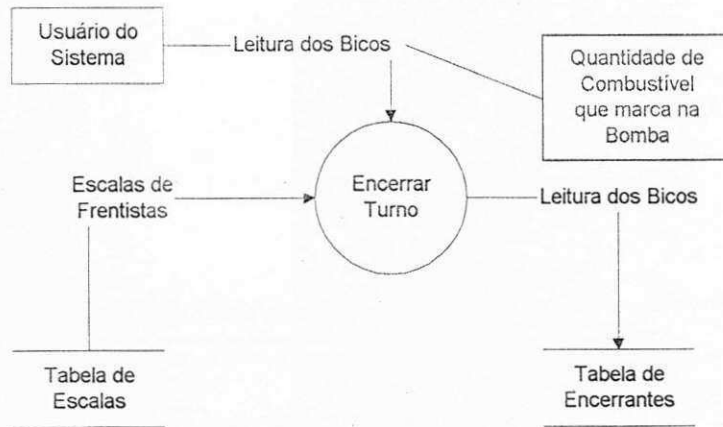 Usuário do
Sistema
Leitura dos Bicos
Quantidade de
Combustível
que marca na
Bomba
Escalas de
Frentistas
Encerrar
Turno
Leitura dos Bicos
Tabela de
Escalas
Tabela de
Encerrantes